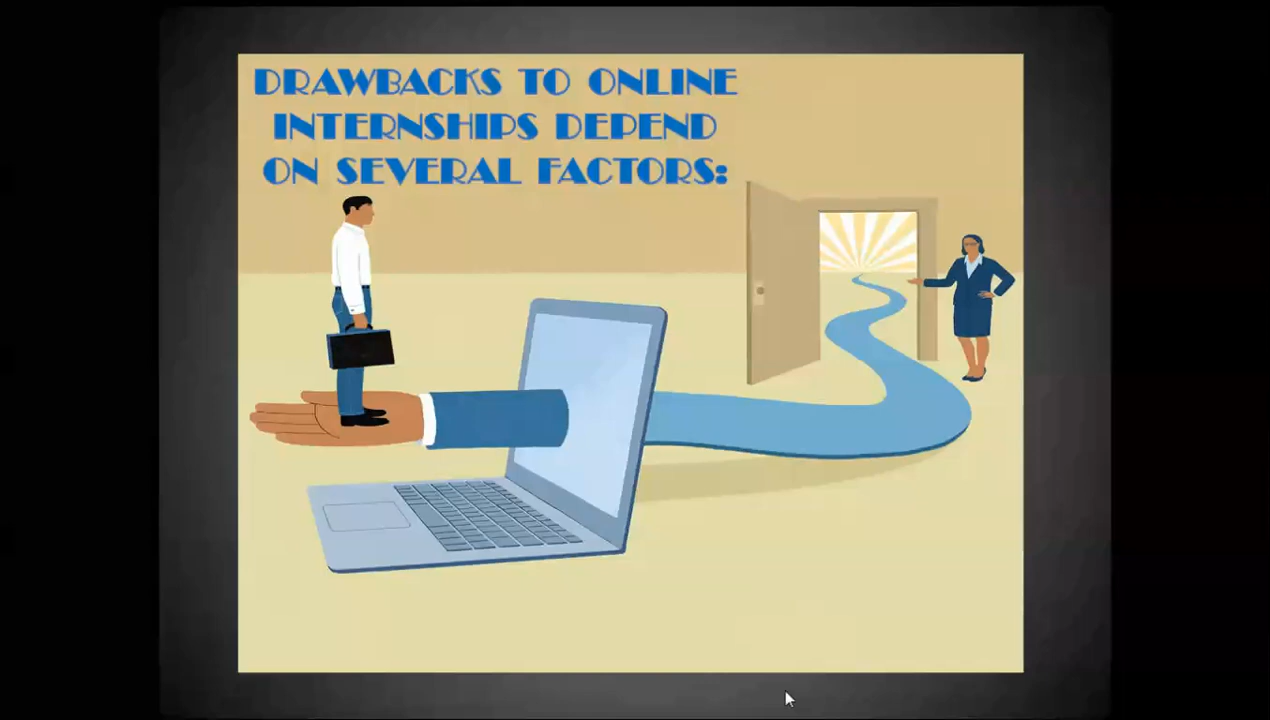 DRAWBACKS TO ONLINE
INTERNSHIPS DEPEND
ON SEVERAL FACTORS: